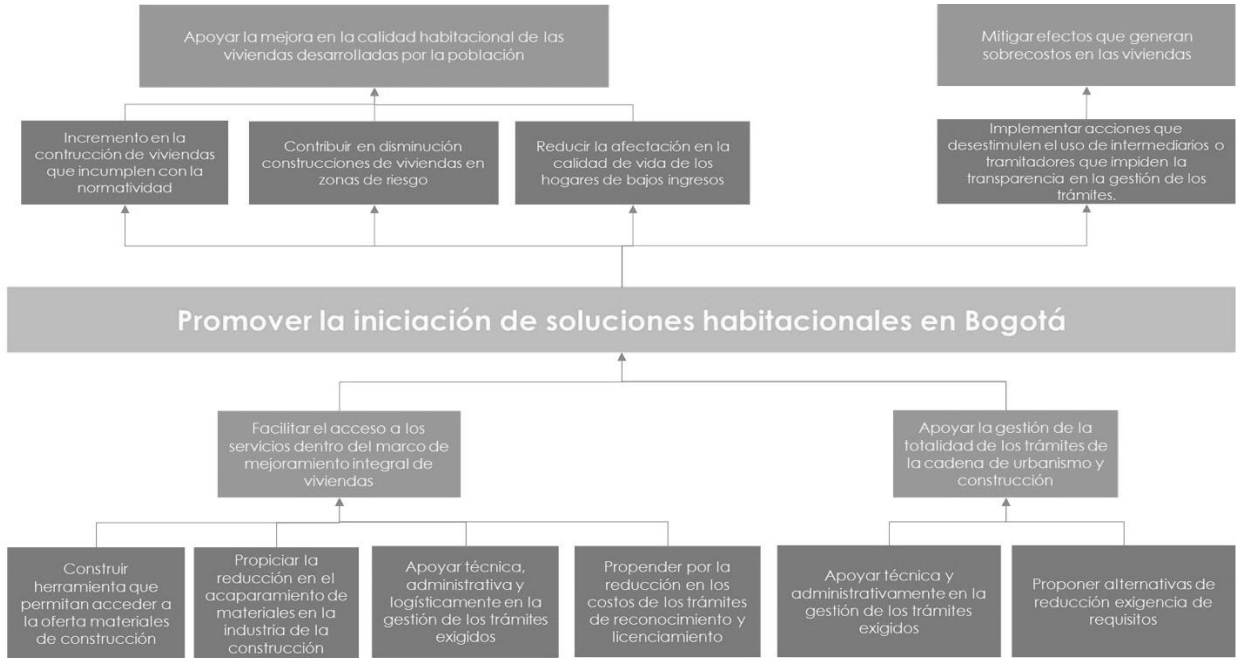 Apoyar la mejora en la calidad habitacional de las
viviendas desarrolladas por la población
Mitigar efectos que generan
sobrecostos en las viviendas
Incremento en la
contrucción de viviendas
que incumplen con la
normatividad
Contribuir en disminución
construcciones de viviendas en
zonas de riesgo
Reducir la afectación en la
calidad de vida de los
hogares de bajos ingresos
Implementar acciones que
desestimulen el uso de intermediarios o
tramitadores que impiden la
transparencia en la gestión de los
trámites.
Promover la iniciación de soluciones habitacionales en Bogotá
Facilitar el acceso a los
servicios dentro del marco de
mejoramiento integral de
viviendas
Apoyar la gestión de la
totalidad de los trámites de
la cadena de urbanismo y
construcción
Construir
herramienta que
permitan acceder a
la oferta materiales
de construcción
Propiciar la
reducción en el
acaparamiento de
materiales en la
industria de la
construcción
Apoyar técnica,
administrativa y
logísticamente en la
gestión de los trámites
exigidos
Propender por la
reducción en los
costos de los trámites
de reconocimiento y
licenciamiento
Apoyar técnica y
administrativamente en la
gestión de los trámites
exigidos
Proponer alternativas de
reducción exigencia de
requisitos